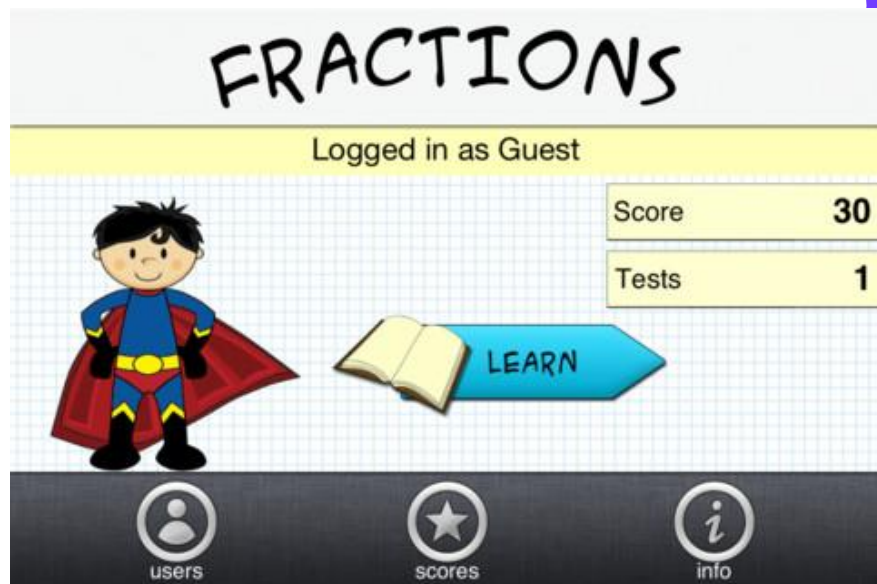 FRACTIONS
Logged in as Guest
Score 30
Tests 1
LEARN
users scores info